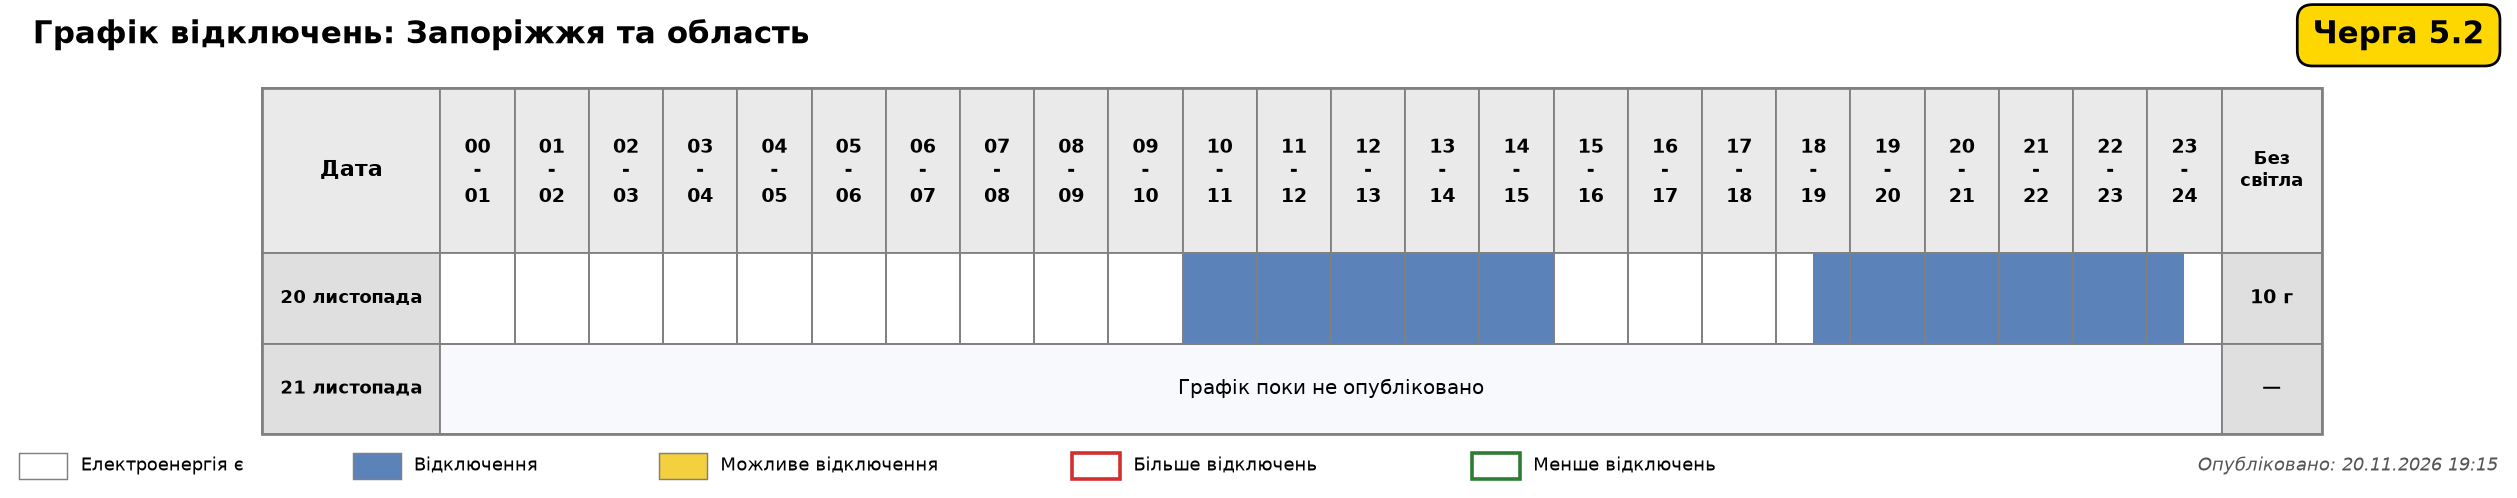 Графік відключень: Запоріжжя та область
Черга 5.2
Дата
00 - 01
01 - 02
02 - 03
03 - 04
04 - 05
05 - 06
06 - 07
07 - 08
08 - 09
09 - 10
10 - 11
11 - 12
12 - 13
13 - 14
14 - 15
15 - 16
16 - 17
17 - 18
18 - 19
19 - 20
20 - 21
21 - 22
22 - 23
23 - 24
Без
світла
20 листопада
10 г
21 листопада
Графік поки не опубліковано
—
Електроенергія є
Відключення
Можливе відключення
Більше відключень
Менше відключень
Опубліковано: 20.11.2026 19:15